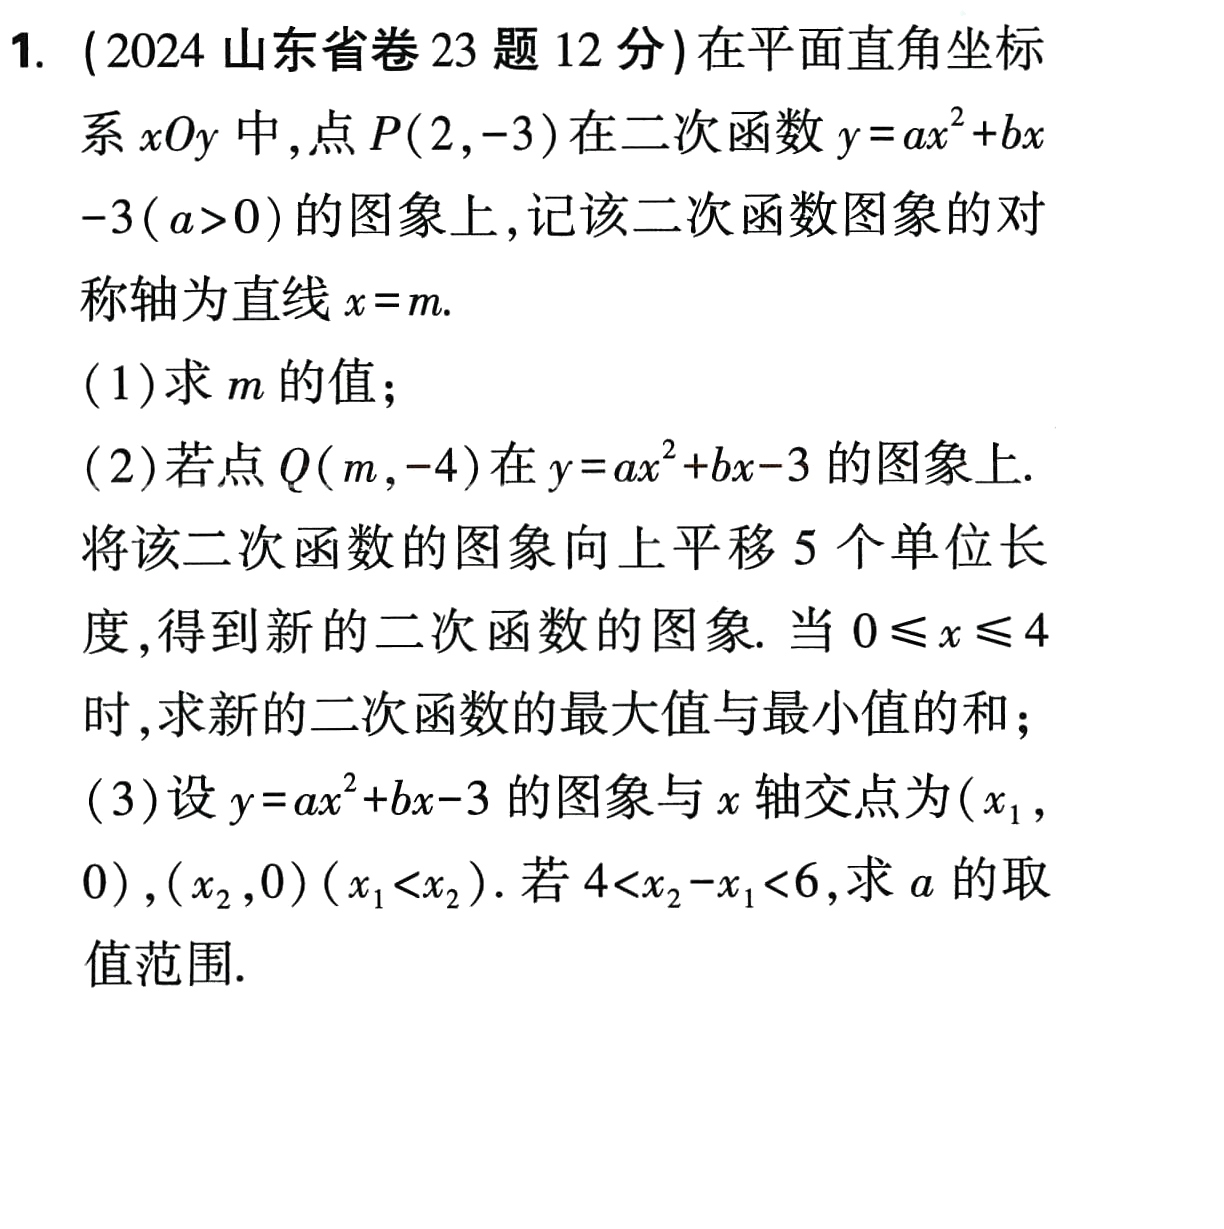 1. (2024 山东省卷 23 题 12 分)在平面直角坐标
系 xOy 中,点 P(2,-3)在二次函数 y=ax²+bx
-3(a>0)的图象上,记该二次函数图象的对
称轴为直线 x=m.
(1)求 m 的值;
(2)若点 Q(m,-4)在 y=ax²+bx-3 的图象上.
将该二次函数的图象向上平移 5 个单位长
度,得到新的二次函数的图象. 当 0⩽x⩽4
时,求新的二次函数的最大值与最小值的和;
(3)设 y=ax²+bx-3 的图象与 x 轴交点为(x₁,
0),(x₂,0)(x₁<x₂). 若 4<x₂-x₁<6,求 a 的取
值范围.